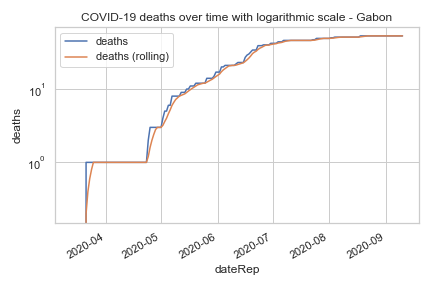 COVID-19 deaths over time with logarithmic scale - Gabon
deaths
deaths (rolling)
10¹
10⁰
deaths
2020-04
2020-05
2020-06
2020-07
2020-08
2020-09
dateRep